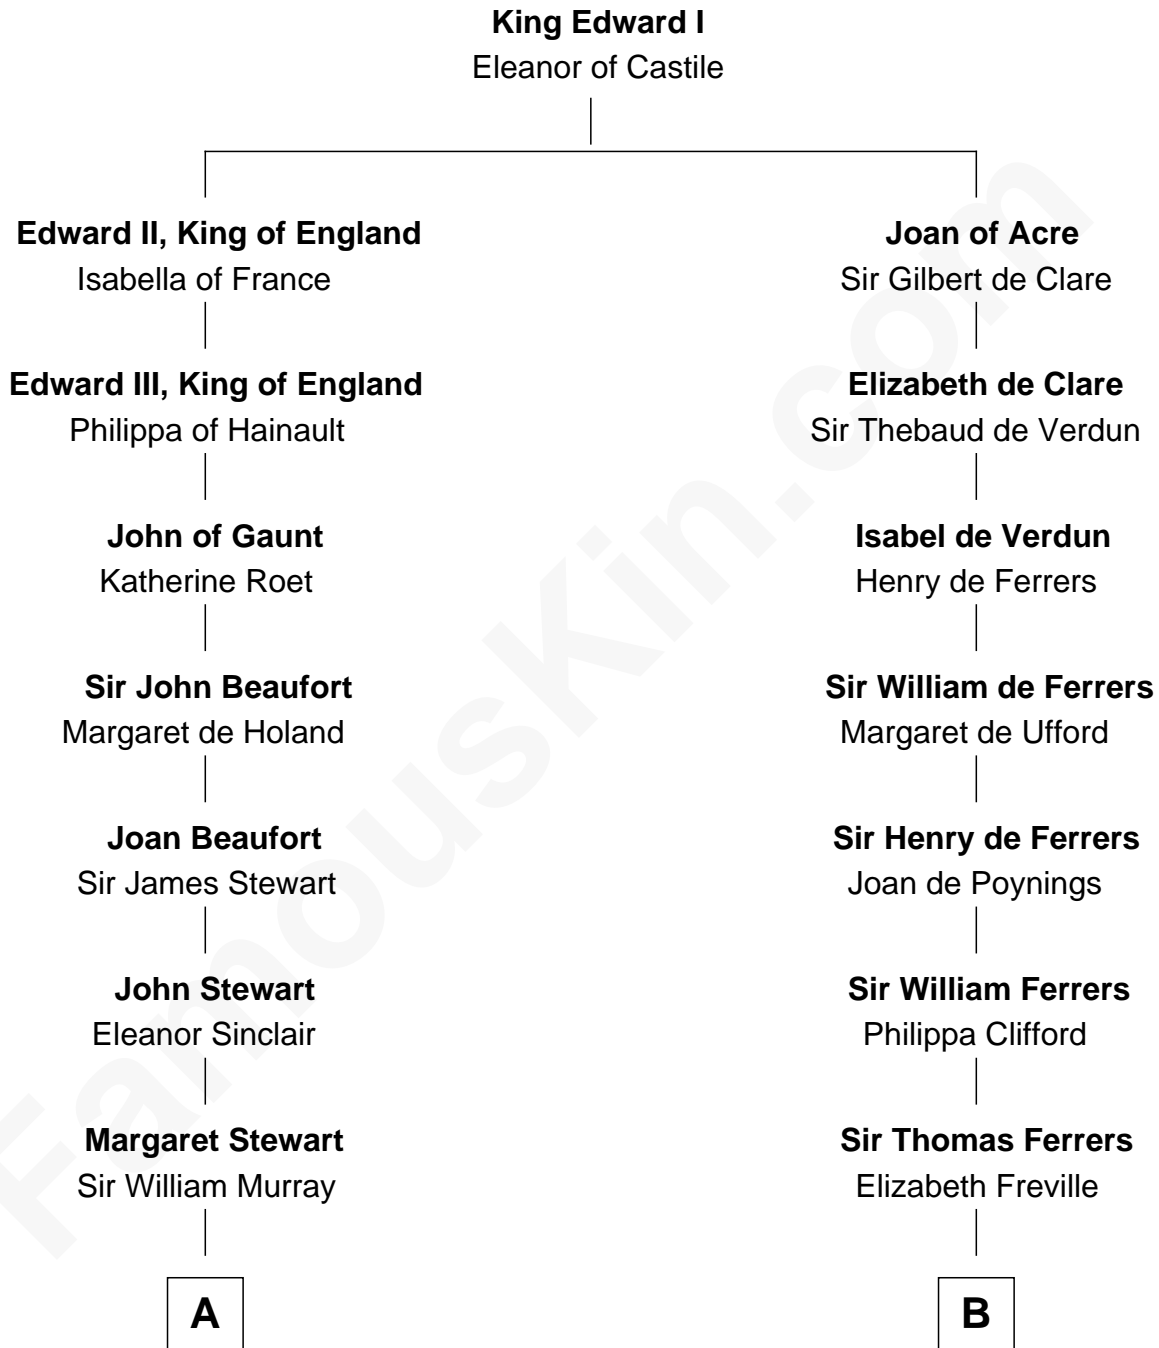 King Edward I
Eleanor of Castile
Edward II, King of England
Isabella of France
Joan of Acre
Sir Gilbert de Clare
Edward III, King of England
Philippa of Hainault
Elizabeth de Clare
Sir Thebaud de Verdun
John of Gaunt
Katherine Roet
Isabel de Verdun
Henry de Ferrers
Sir John Beaufort
Margaret de Holand
Sir William de Ferrers
Margaret de Ufford
Joan Beaufort
Sir James Stewart
Sir Henry de Ferrers
Joan de Poynings
John Stewart
Eleanor Sinclair
Sir William Ferrers
Philippa Clifford
Margaret Stewart
Sir William Murray
Sir Thomas Ferrers
Elizabeth Freville
A
B
FamousKin.com